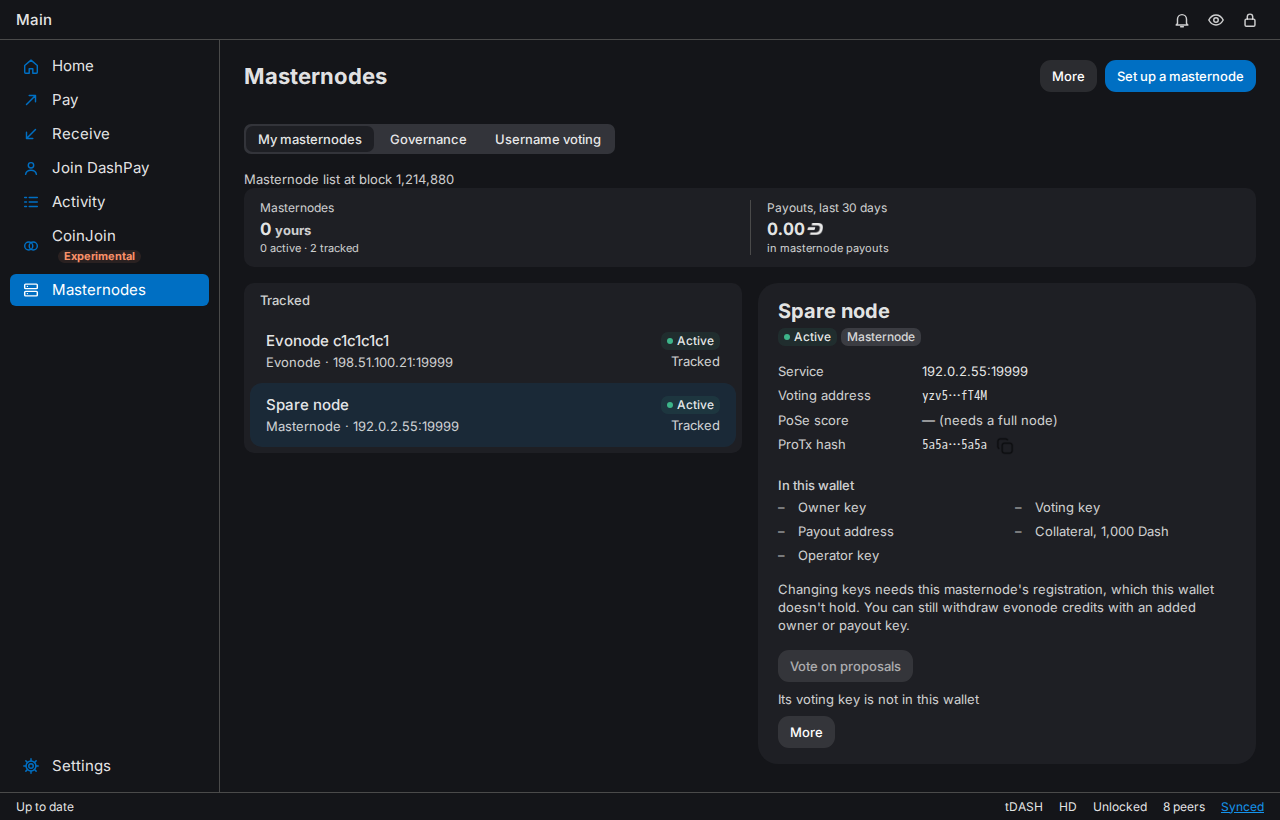 Main
Home
Pay
Receive
Join DashPay
Activity
CoinJoin
Experimental
Masternodes
Settings
Masternodes
More
Set up a masternode
My masternodes
Governance
Username voting
Masternode list at block 1,214,880
Masternodes
0 yours
0 active · 2 tracked
Payouts, last 30 days
0.00
in masternode payouts
Tracked
Evonode c1c1c1c1
Active
Evonode · 198.51.100.21:19999
Tracked
Spare node
Active
Masternode · 192.0.2.55:19999
Tracked
Spare node
Active
Masternode
Service
192.0.2.55:19999
Voting address
yzv5···fT4M
PoSe score
— (needs a full node)
ProTx hash
5a5a···5a5a
In this wallet
– Owner key
– Voting key
– Payout address
– Collateral, 1,000 Dash
– Operator key
Changing keys needs this masternode's registration, which this wallet
doesn't hold. You can still withdraw evonode credits with an added
owner or payout key.
Vote on proposals
Its voting key is not in this wallet
More
Up to date
tDASH
HD
Unlocked
8 peers
Synced